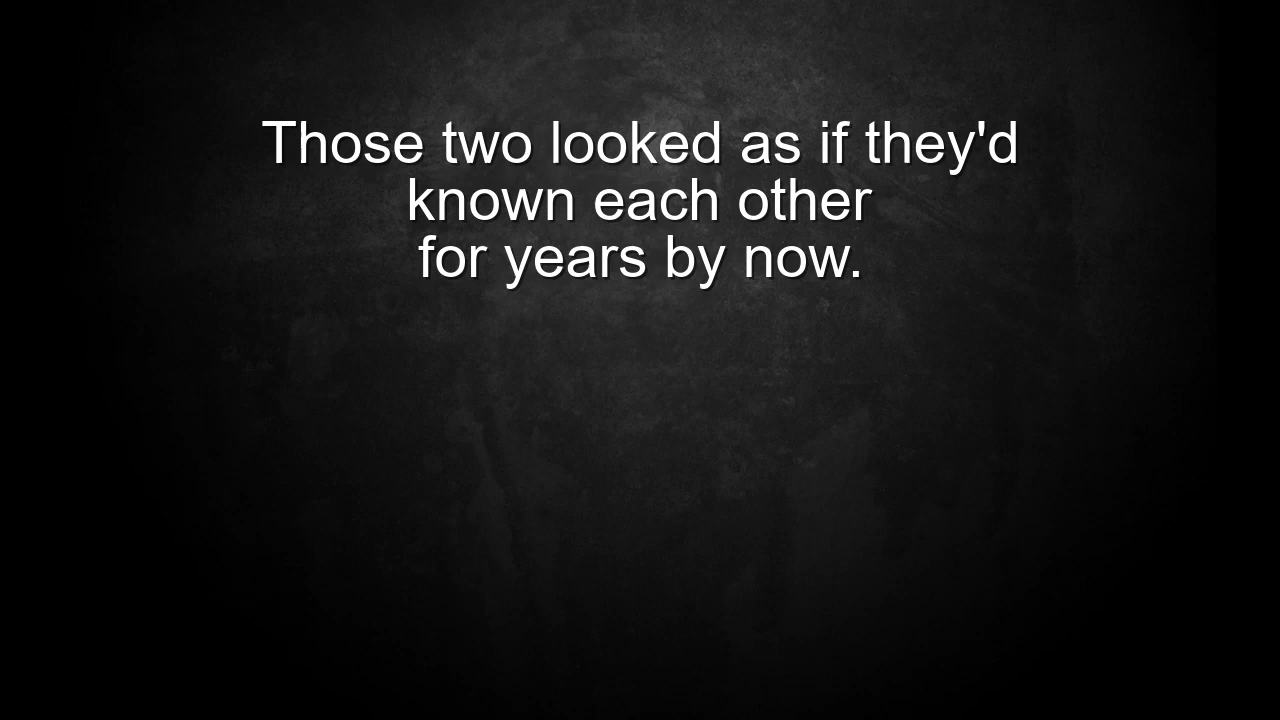 Those two looked as if they'd
known each other
for years by now.